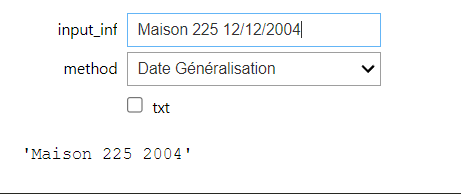 input_inf Maison 225 12/12/2004
method Date Généralisation
txt
'Maison 225 2004'